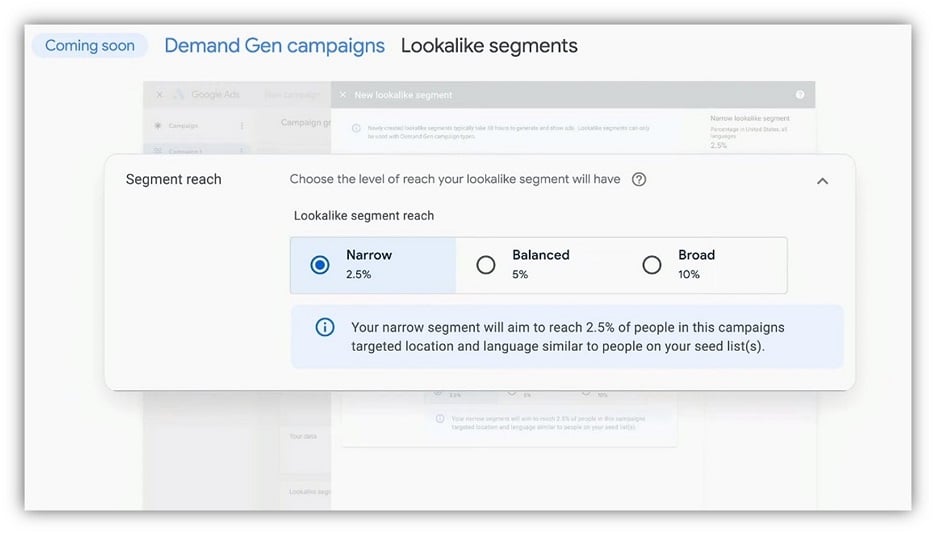 Coming soon
Demand Gen campaigns Lookalike segments
Google Ads
New campaign
New lookalike segment
Campaign
Campaign gr
Newly created lookalike segments typically take
to generate and show ads. Lookalike segments can only
be used with Demand Gen campaign types.
Narrow lookalike segment
Percentage in United States, all
languages
2.5%
Campaign 1
Segment reach
Choose the level of reach your lookalike segment will have
Lookalike segment reach
Narrow
2.5%
Balanced
5%
Broad
10%
Your narrow segment will aim to reach 2.5% of people in this campaigns
targeted location and language similar to people on your seed list(s).
2.5%
5%
10%
Your narrow segment will aim to reach 2.5% of people in this campaigns
targeted location and language similar to people on your seed list(s).
Your data
Lookalike segm